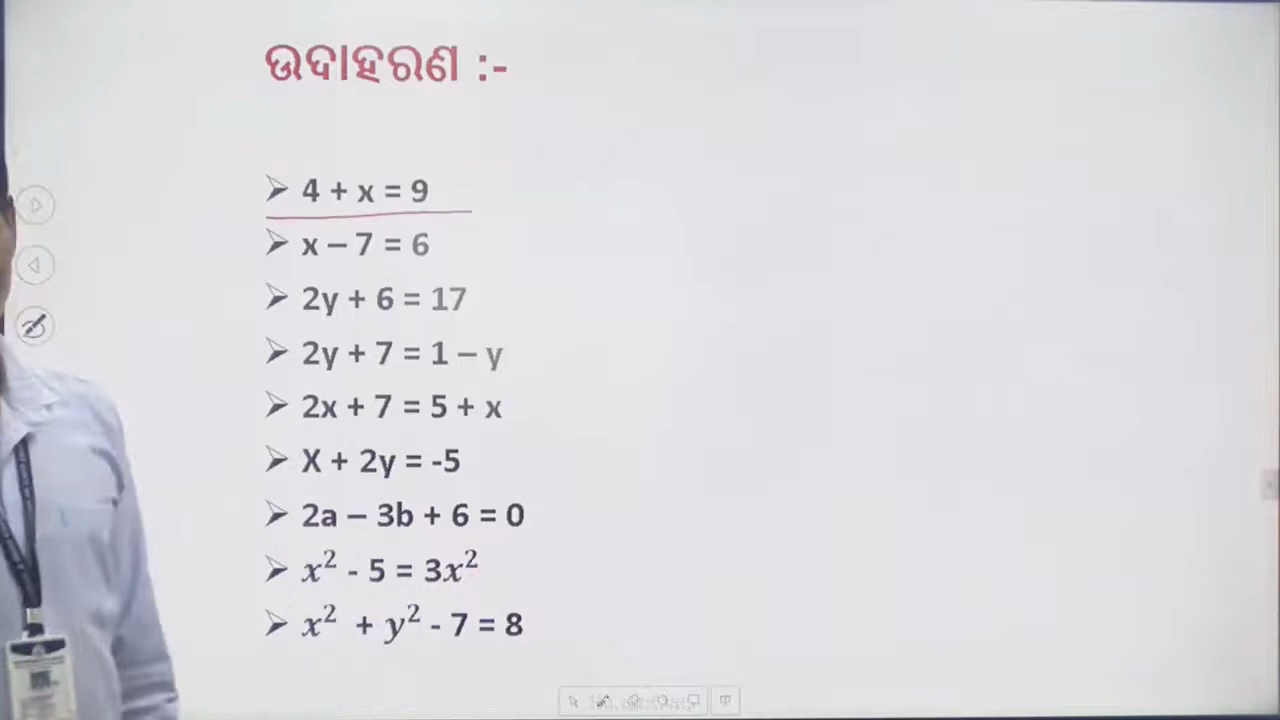 ଉଦାହରଣ :-
➢ 4 + x = 9
➢ x – 7 = 6
➢ 2y + 6 = 17
➢ 2y + 7 = 1 – y
➢ 2x + 7 = 5 + x
➢ X + 2y = -5
➢ 2a – 3b + 6 = 0
➢ x² - 5 = 3x²
➢ x² + y² - 7 = 8